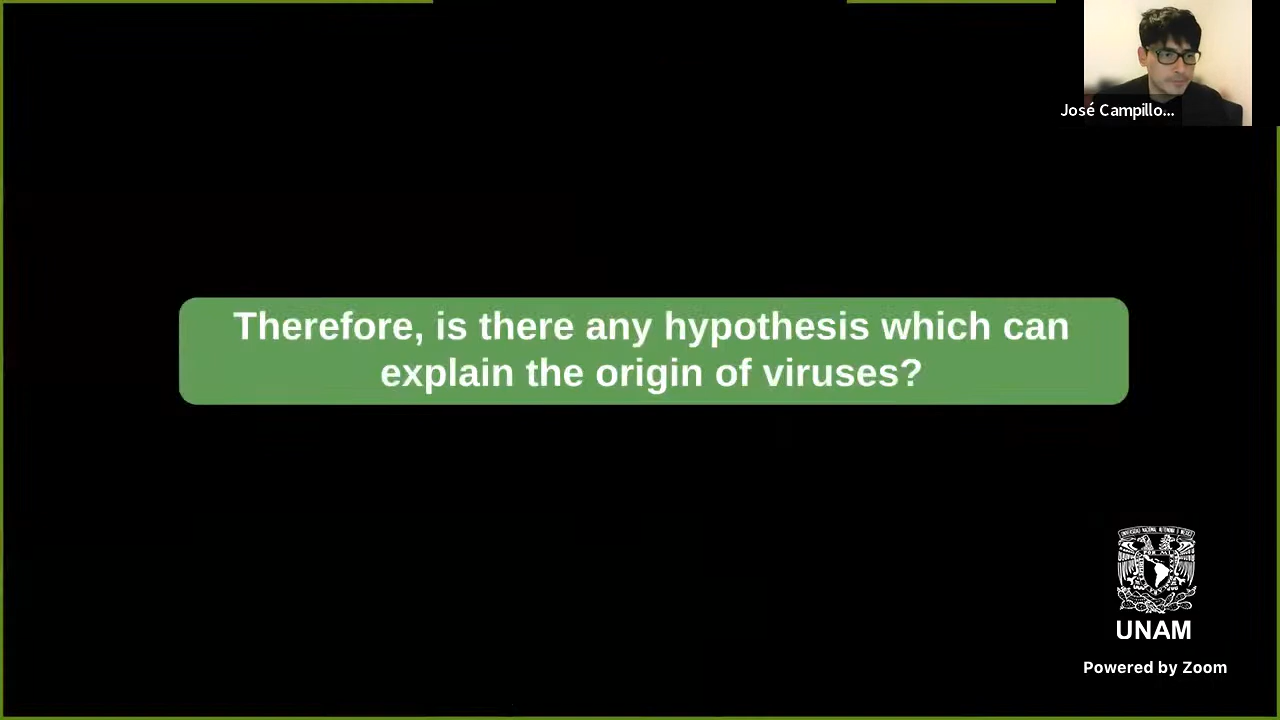 José Campillo...
Therefore, is there any hypothesis which can
explain the origin of viruses?
UNAM
Powered by Zoom